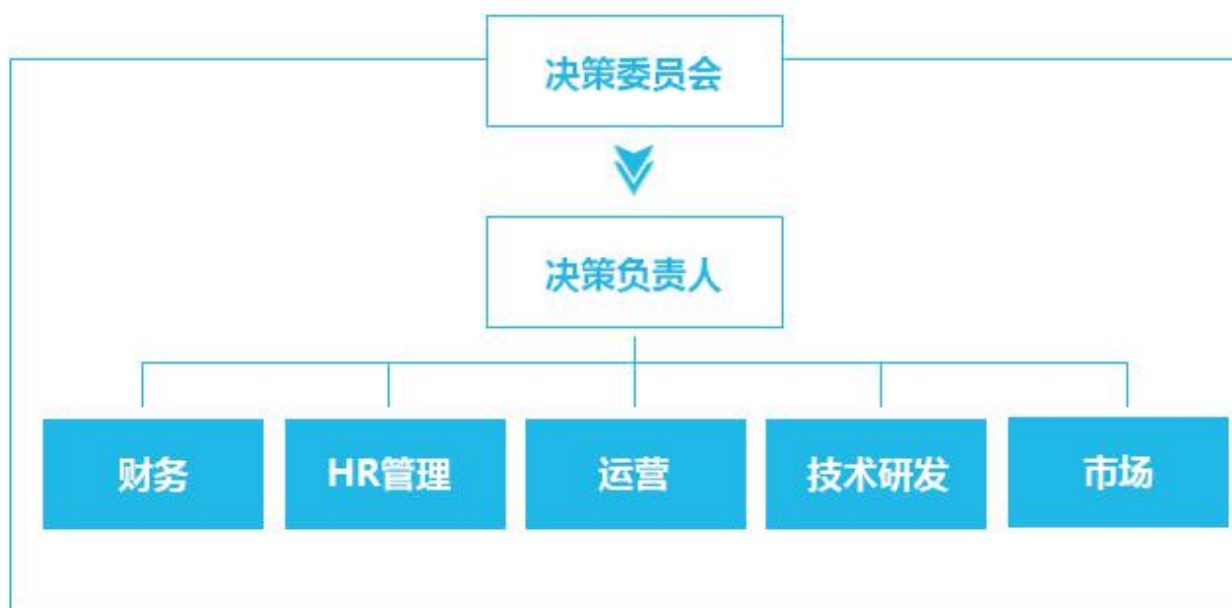 决策委员会
决策负责人
财务
HR管理
运营
技术研发
市场